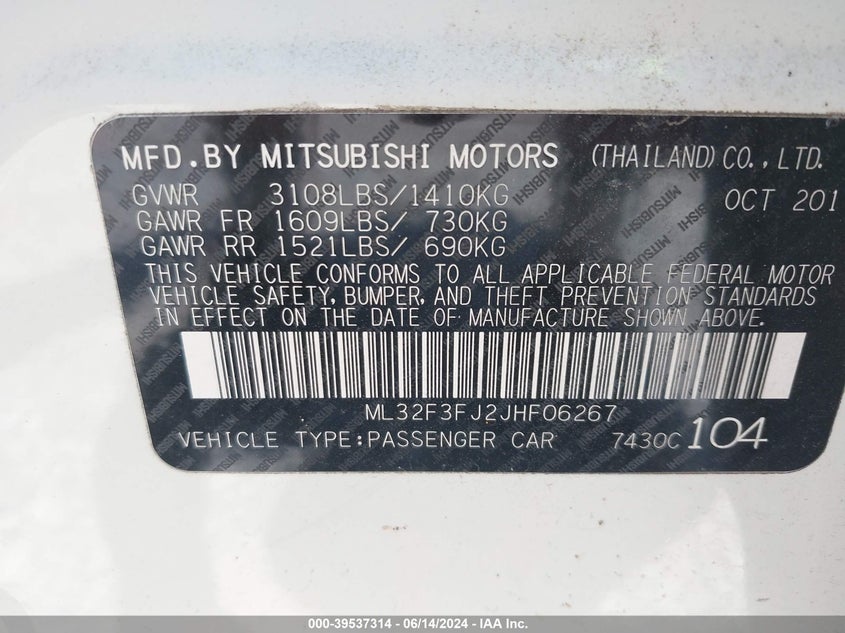 MFD.BY MITSUBISHI MOTORS (THAILAND) CO., LTD.
GVWR 3108LBS/1410KG OCT 201
GAWR FR 1609LBS/ 730KG
GAWR RR 1521LBS/ 690KG
THIS VEHICLE CONFORMS TO ALL APPLICABLE FEDERAL MOTOR
VEHICLE SAFETY, BUMPER, AND THEFT PREVENTION STANDARDS
IN EFFECT ON THE DATE OF MANUFACTURE SHOWN ABOVE.
ML32F3FJ2JHF06267
VEHICLE TYPE:PASSENGER CAR 7430C 104
000-39537314 - 06/14/2024 - IAA Inc.